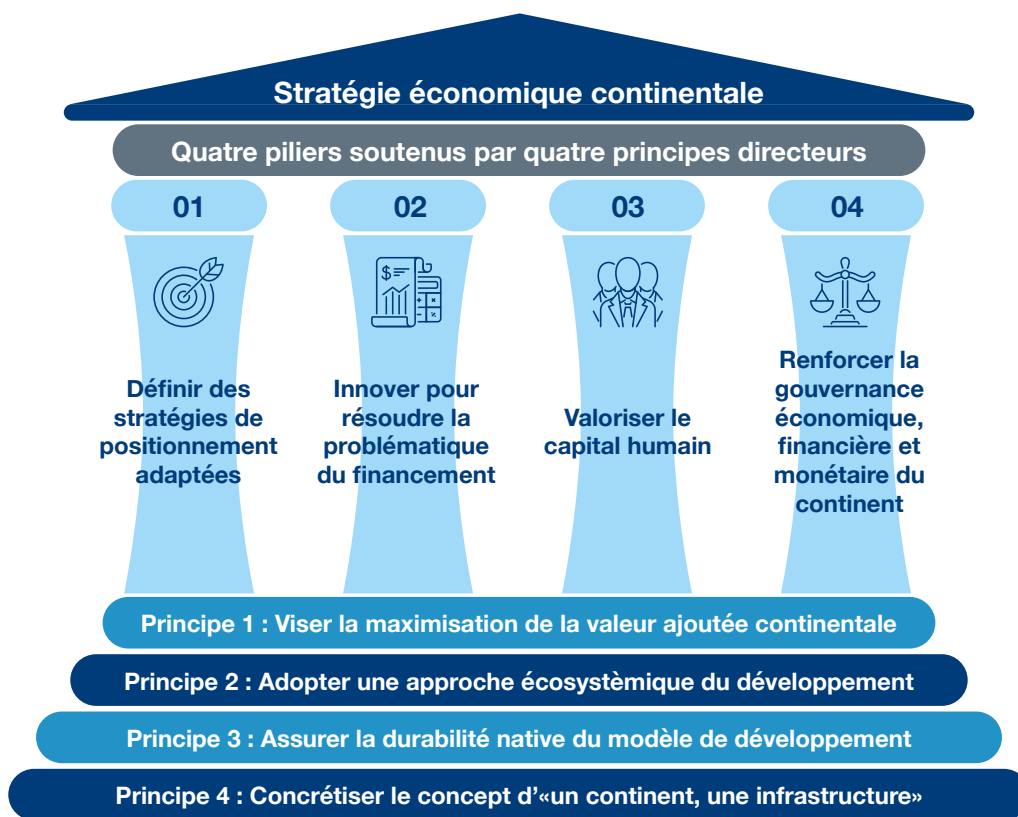 Stratégie économique continentale
Quatre piliers soutenus par quatre principes directeurs
01
Définir des
stratégies de
positionnement
adaptées
02
$
Innover pour
résoudre la
problématique
du financement
03
Valoriser le
capital humain
04
Renforcer la
gouvernance
économique,
financière et
monétaire du
continent
Principe 1 : Viser la maximisation de la valeur ajoutée continentale
Principe 2 : Adopter une approche écosystèmique du développement
Principe 3 : Assurer la durabilité native du modèle de développement
Principe 4 : Concrétiser le concept d'«un continent, une infrastructure»